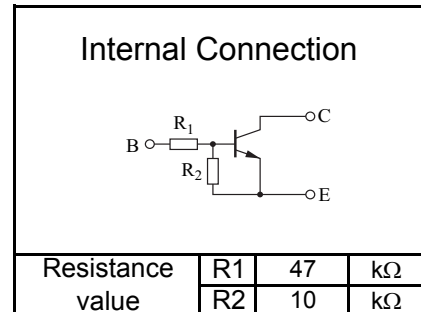 Internal Connection
C
R1
B
R2
E
Resistance value R1 47 kΩ
R2 10 kΩ